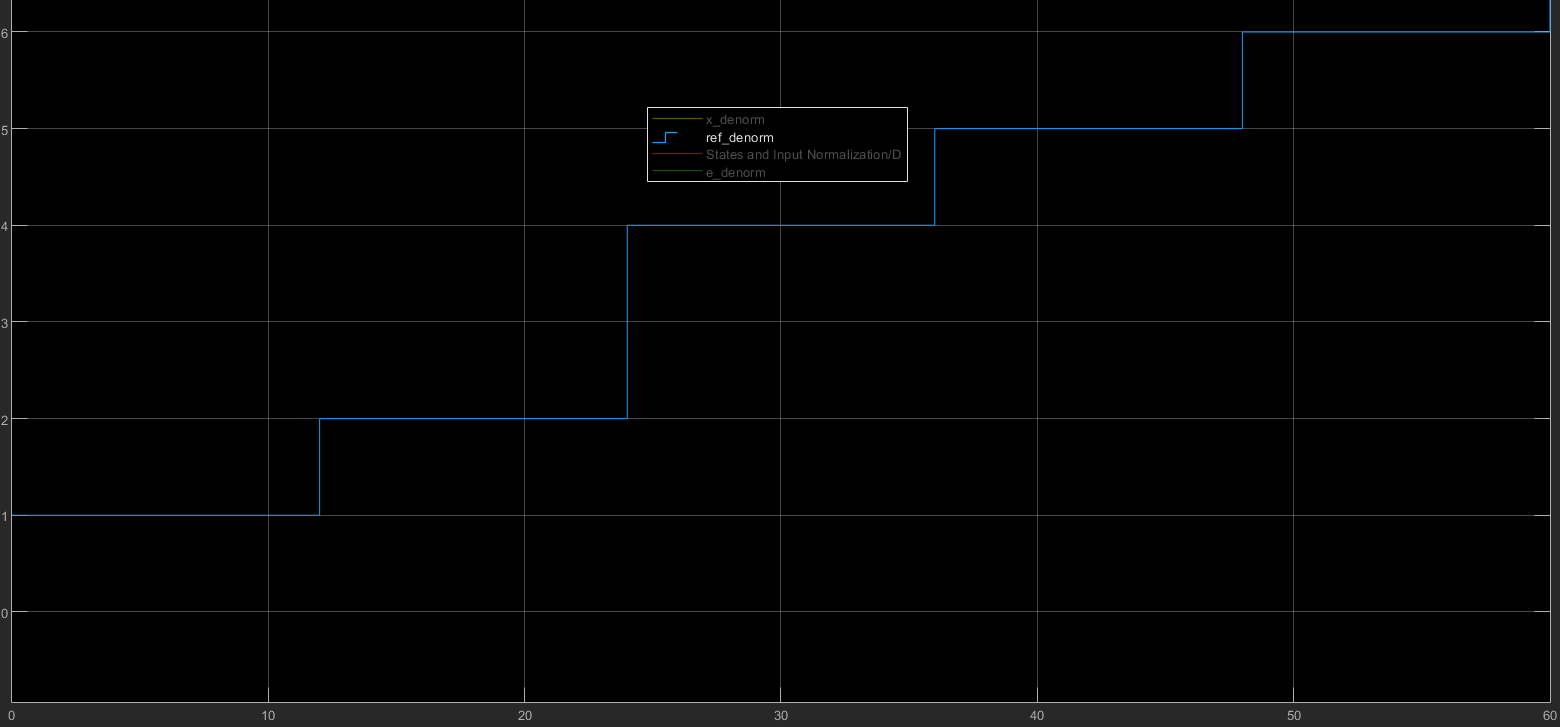 6
5
x_denorm
ref_denorm
States and Input Normalization/D
e_denorm
4
3
2
1
0
0 10 20 30 40 50 60